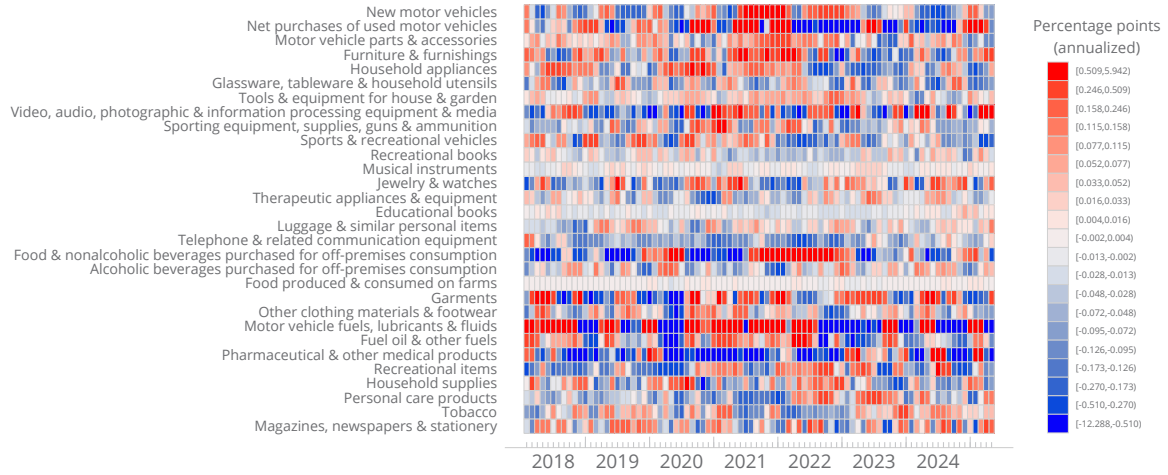 New motor vehicles
Net purchases of used motor vehicles
Motor vehicle parts & accessories
Furniture & furnishings
Household appliances
Glassware, tableware & household utensils
Tools & equipment for house & garden
Video, audio, photographic & information processing equipment & media
Sporting equipment, supplies, guns & ammunition
Sports & recreational vehicles
Recreational books
Musical instruments
Jewelry & watches
Therapeutic appliances & equipment
Educational books
Luggage & similar personal items
Telephone & related communication equipment
Food & nonalcoholic beverages purchased for off-premises consumption
Alcoholic beverages purchased for off-premises consumption
Food produced & consumed on farms
Garments
Other clothing materials & footwear
Motor vehicle fuels, lubricants & fluids
Fuel oil & other fuels
Pharmaceutical & other medical products
Recreational items
Household supplies
Personal care products
Tobacco
Magazines, newspapers & stationery
2018 2019 2020 2021 2022 2023 2024
Percentage points
(annualized)
[0.509,5.942)
[0.246,0.509)
[0.158,0.246)
[0.115,0.158)
[0.077,0.115)
[0.052,0.077)
[0.033,0.052)
[0.016,0.033)
[0.004,0.016)
[-0.002,0.004)
[-0.013,-0.002)
[-0.028,-0.013)
[-0.048,-0.028)
[-0.072,-0.048)
[-0.095,-0.072)
[-0.126,-0.095)
[-0.173,-0.126)
[-0.270,-0.173)
[-0.510,-0.270)
[-12.288,-0.510)